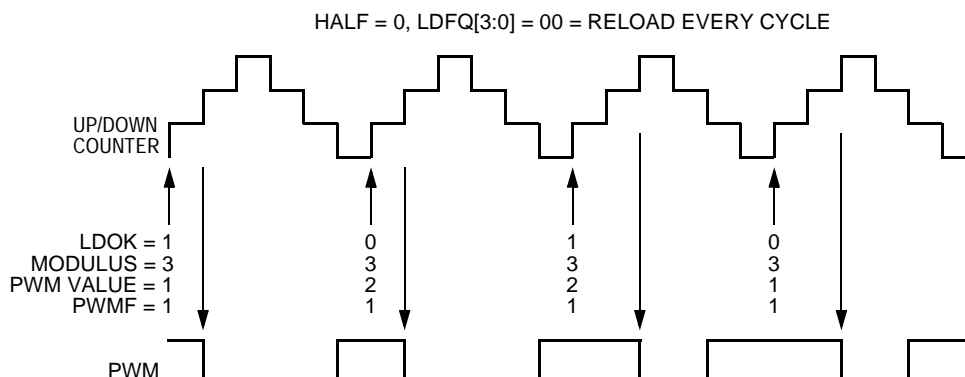 HALF = 0, LDFQ[3:0] = 00 = RELOAD EVERY CYCLE
UP/DOWN
COUNTER
LDOK = 1 0 1 0
MODULUS = 3 3 3 3
PWM VALUE = 1 2 2 1
PWMF = 1 1 1 1
PWM